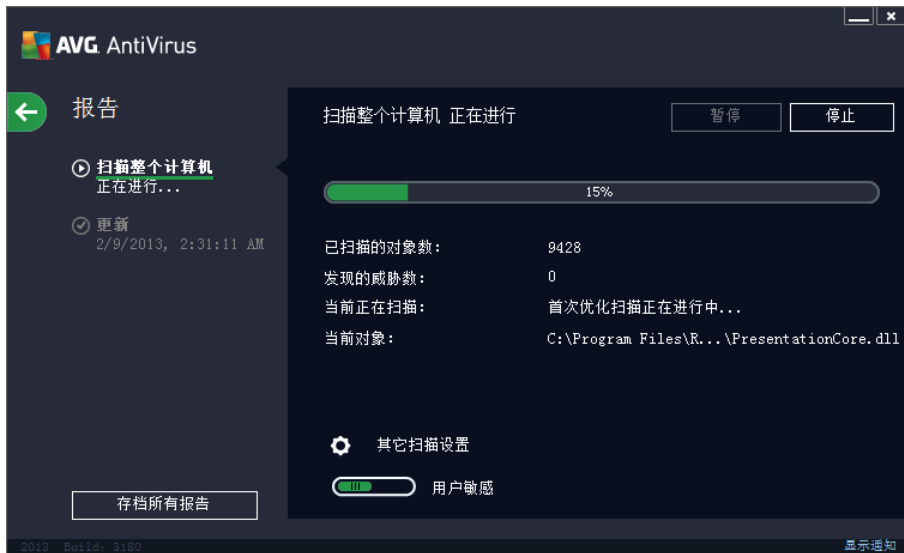 AVG AntiVirus
报告
扫描整个计算机
正在进行...
更新
2/9/2013, 2:31:11 AM
存档所有报告
扫描整个计算机 正在进行
暂停
停止
15%
已扫描的对象数: 9428
发现的威胁数: 0
当前正在扫描: 首次优化扫描正在进行中...
当前对象: C:\Program Files\R...\PresentationCore.dll
其它扫描设置
用户敏感
2013 Build: 3180
显示通知